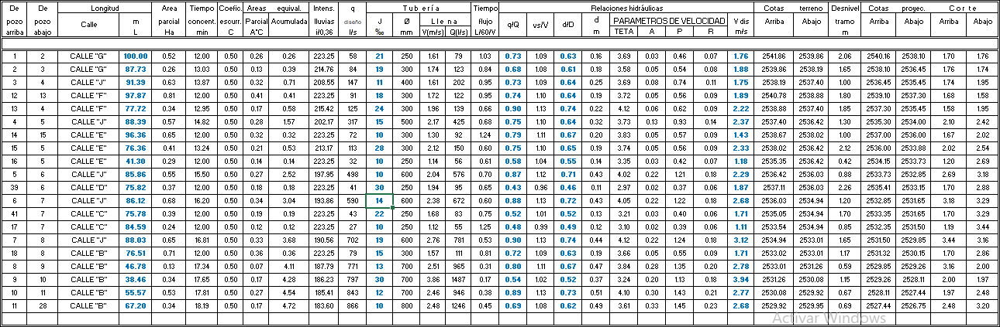 De De Longitud Area Tiempo Coefic. Areas equival. Intens. q Tubería Tiempo Relaciones hidráulicas Cotas terreno Desnivel Cotas proyec. Corte
pozo pozo Calle m parcial concent. escurr. Parcial Acumulada lluvias diseño J Ø Llena flujo q/Q vs/V d/D d PARAMETROS DE VELOCIDAD V dis Arriba Abajo tramo Arriba Abajo Arriba Abajo
arriba abajo L Ha min C A*C i/0,36 l/s ‰ mm V(m/s) Q(l/s) L/60/V m TETA A P R m/s m
1 2 CALLE "G" 100.00 0.52 12.00 0.50 0.26 0.26 223.25 58 21 250 1.61 79 1.03 0.73 1.09 0.63 0.16 3.69 0.03 0.46 0.07 1.76 2541.86 2539.86 2.06 2540.16 2538.10 1.70 1.76
2 3 CALLE "G" 87.73 0.26 13.03 0.50 0.13 0.39 214.76 84 19 300 1.74 123 0.84 0.68 1.08 0.61 0.18 3.58 0.05 0.54 0.08 1.88 2539.86 2538.19 1.65 2538.10 2536.45 1.76 1.74
3 4 CALLE "J" 91.39 0.63 13.87 0.50 0.32 0.71 208.55 147 11 400 1.61 202 0.95 0.73 1.09 0.64 0.25 3.69 0.08 0.74 0.11 1.75 2538.19 2537.40 1.00 2536.45 2535.45 1.74 1.95
12 13 CALLE "F" 97.87 0.81 12.00 0.50 0.41 0.41 223.25 91 18 300 1.72 122 0.95 0.74 1.10 0.64 0.19 3.72 0.05 0.56 0.09 1.89 2540.78 2538.88 1.80 2539.10 2537.30 1.68 1.58
13 4 CALLE "F" 77.72 0.34 12.95 0.50 0.17 0.58 215.42 125 24 300 1.96 139 0.66 0.90 1.13 0.74 0.22 4.12 0.06 0.62 0.09 2.22 2538.88 2537.40 1.85 2537.30 2535.45 1.58 1.95
4 5 CALLE "J" 88.39 0.57 14.82 0.50 0.28 1.57 202.17 317 15 500 2.17 425 0.68 0.75 1.10 0.64 0.32 3.73 0.13 0.93 0.14 2.37 2537.40 2536.42 1.30 2535.30 2534.00 2.10 2.42
14 15 CALLE "E" 96.36 0.65 12.00 0.50 0.32 0.32 223.25 72 10 300 1.30 92 1.24 0.79 1.11 0.67 0.20 3.83 0.05 0.57 0.09 1.43 2538.67 2538.02 1.00 2537.00 2536.00 1.67 2.02
15 5 CALLE "E" 76.36 0.41 13.24 0.50 0.21 0.53 213.17 113 28 300 2.12 150 0.60 0.75 1.10 0.65 0.19 3.74 0.05 0.56 0.09 2.33 2538.02 2536.42 2.12 2536.00 2533.88 2.02 2.54
16 5 CALLE "E" 41.30 0.29 12.00 0.50 0.14 0.14 223.25 32 10 250 1.14 56 0.61 0.58 1.04 0.55 0.14 3.35 0.03 0.42 0.07 1.18 2535.35 2536.42 0.42 2534.15 2533.73 1.20 2.69
5 6 CALLE "J" 85.86 0.55 15.50 0.50 0.27 2.52 197.95 498 10 600 2.04 576 0.70 0.87 1.12 0.71 0.43 4.02 0.22 1.21 0.18 2.29 2536.42 2536.03 0.88 2533.73 2532.85 2.69 3.18
39 6 CALLE "D" 75.82 0.37 12.00 0.50 0.18 0.18 223.25 41 30 250 1.94 95 0.65 0.43 0.96 0.46 0.11 2.97 0.02 0.37 0.06 1.87 2537.11 2536.03 2.26 2535.41 2533.15 1.70 2.88
6 7 CALLE "J" 86.12 0.68 16.20 0.50 0.34 3.04 193.86 590 14 600 2.38 672 0.60 0.88 1.12 0.72 0.43 4.05 0.22 1.22 0.18 2.68 2536.03 2534.94 1.20 2532.85 2531.65 3.18 3.29
41 7 CALLE "C" 75.78 0.39 12.00 0.50 0.19 0.19 223.25 43 22 250 1.68 83 0.75 0.52 1.01 0.52 0.13 3.21 0.03 0.40 0.06 1.71 2535.05 2534.94 1.70 2533.35 2531.65 1.70 3.29
17 7 CALLE "C" 84.59 0.24 12.00 0.50 0.12 0.12 223.25 27 10 250 1.12 55 1.25 0.48 0.99 0.49 0.12 3.10 0.02 0.39 0.06 1.11 2533.54 2534.94 0.85 2532.35 2531.50 1.19 3.44
7 8 CALLE "J" 88.03 0.65 16.81 0.50 0.33 3.68 190.56 702 19 600 2.76 781 0.53 0.90 1.13 0.74 0.44 4.12 0.22 1.24 0.18 3.12 2534.94 2533.01 1.65 2531.50 2529.85 3.44 3.16
18 8 CALLE "B" 76.51 0.71 12.00 0.50 0.36 0.36 223.25 79 15 300 1.57 111 0.81 0.72 1.09 0.63 0.19 3.66 0.05 0.55 0.09 1.71 2533.02 2533.01 1.17 2531.32 2530.15 1.70 2.86
8 9 CALLE "B" 46.78 0.13 17.34 0.50 0.07 4.11 187.79 771 13 700 2.51 965 0.31 0.80 1.11 0.67 0.47 3.84 0.28 1.35 0.20 2.78 2533.01 2531.26 0.59 2529.85 2529.26 3.16 2.00
9 10 CALLE "B" 38.46 0.34 17.65 0.50 0.17 4.28 186.23 797 30 700 3.86 1487 0.17 0.54 1.02 0.52 0.37 3.24 0.20 1.13 0.18 3.94 2531.26 2530.08 1.15 2529.26 2528.11 2.00 1.97
10 11 CALLE "B" 55.57 0.53 17.81 0.50 0.27 4.54 185.41 843 12 700 2.46 946 0.38 0.89 1.13 0.73 0.51 4.10 0.30 1.43 0.21 2.77 2530.08 2529.92 0.67 2528.11 2527.44 1.97 2.48
11 28 CALLE "B" 67.20 0.34 18.19 0.50 0.17 4.72 183.60 866 10 800 2.48 1246 0.45 0.69 1.08 0.62 0.49 3.61 0.33 1.45 0.23 2.68 2529.92 2529.95 0.69 2527.44 2526.75 2.48 3.20
Activar Windows